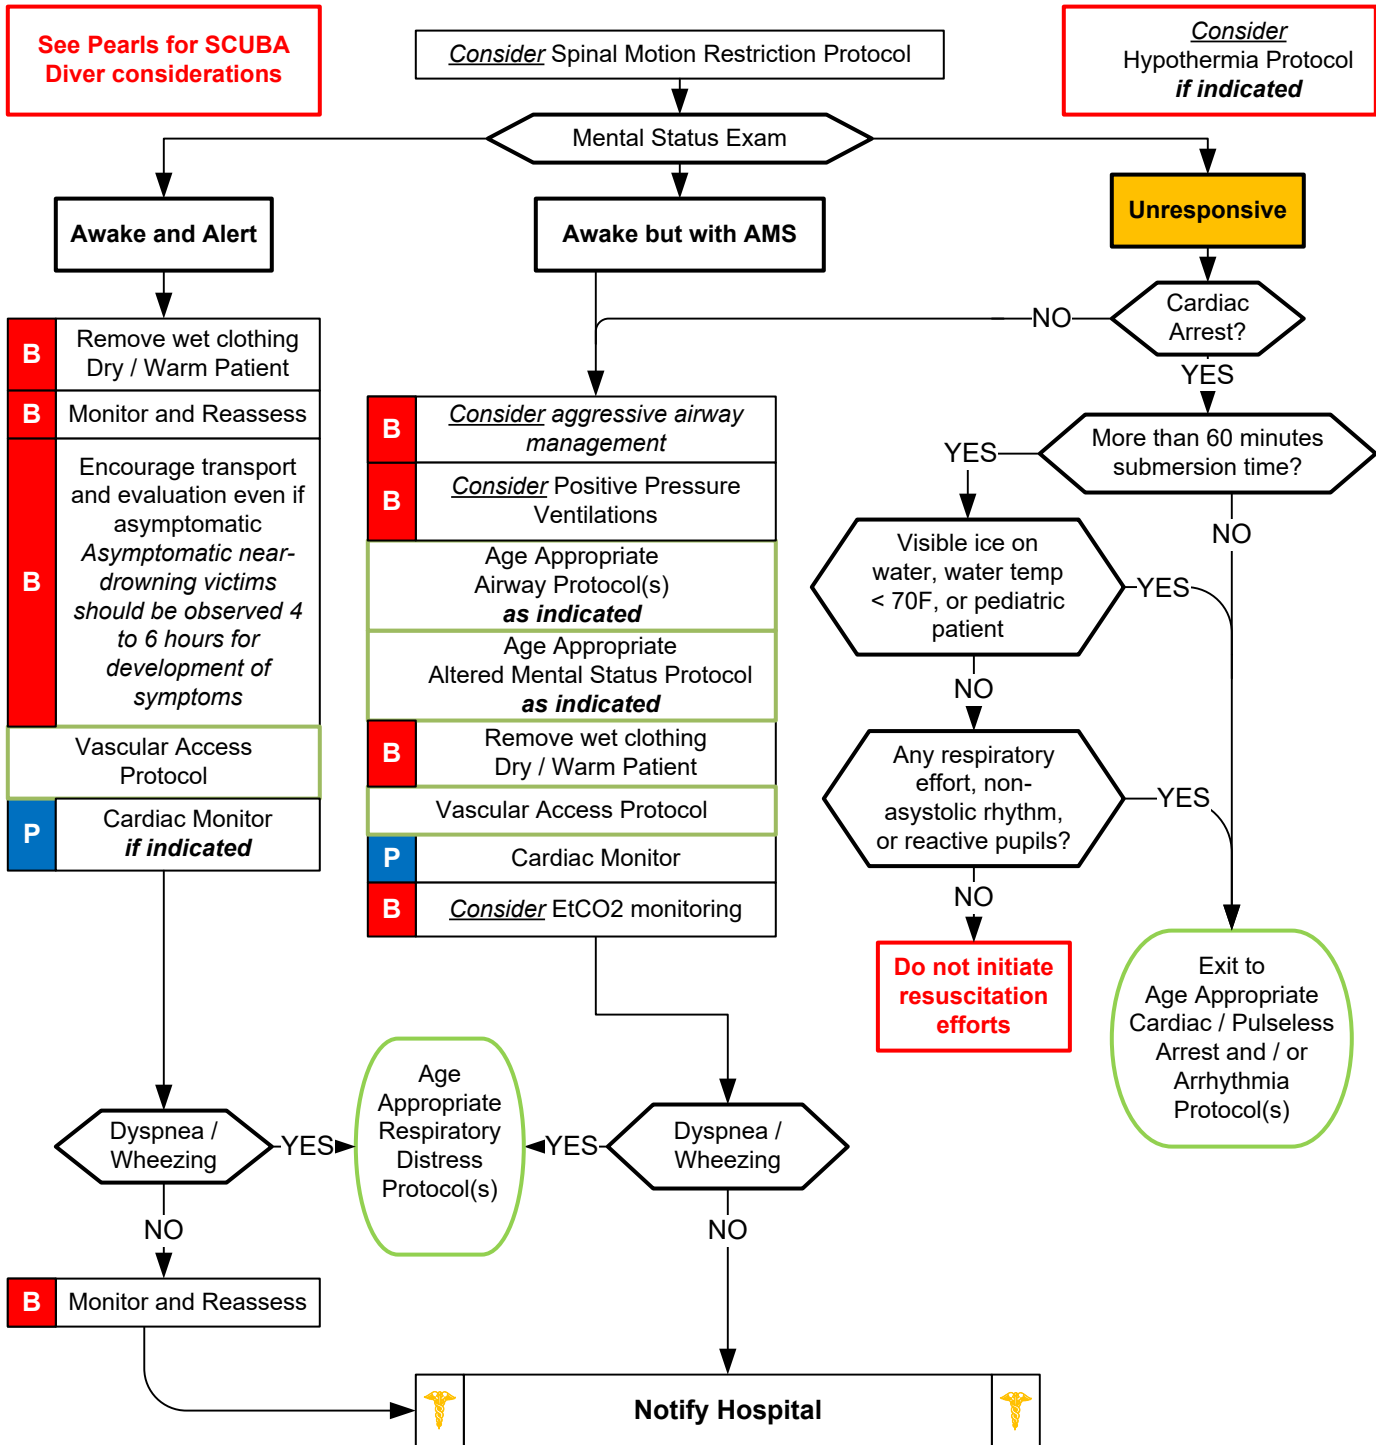 See Pearls for SCUBA
Diver considerations
Consider Spinal Motion Restriction Protocol
Consider
Hypothermia Protocol
if indicated
Mental Status Exam
Awake and Alert
Awake but with AMS
Unresponsive
Cardiac
Arrest?
NO
YES
B
Remove wet clothing
Dry / Warm Patient
B
Monitor and Reassess
B
Encourage transport
and evaluation even if
asymptomatic
Asymptomatic near-
drowning victims
should be observed 4
to 6 hours for
development of
symptoms
Vascular Access
Protocol
P
Cardiac Monitor
if indicated
B
Consider aggressive airway
management
B
Consider Positive Pressure
Ventilations
Age Appropriate
Airway Protocol(s)
as indicated
Age Appropriate
Altered Mental Status Protocol
as indicated
B
Remove wet clothing
Dry / Warm Patient
Vascular Access Protocol
P
Cardiac Monitor
B
Consider EtCO2 monitoring
More than 60 minutes
submersion time?
YES
NO
Visible ice on
water, water temp
< 70F, or pediatric
patient
YES
NO
Any respiratory
effort, non-
asystolic rhythm,
or reactive pupils?
YES
NO
Do not initiate
resuscitation
efforts
Exit to
Age Appropriate
Cardiac / Pulseless
Arrest and / or
Arrhythmia
Protocol(s)
Dyspnea /
Wheezing
YES
Age
Appropriate
Respiratory
Distress
Protocol(s)
YES
Dyspnea /
Wheezing
NO
NO
B
Monitor and Reassess
Notify Hospital